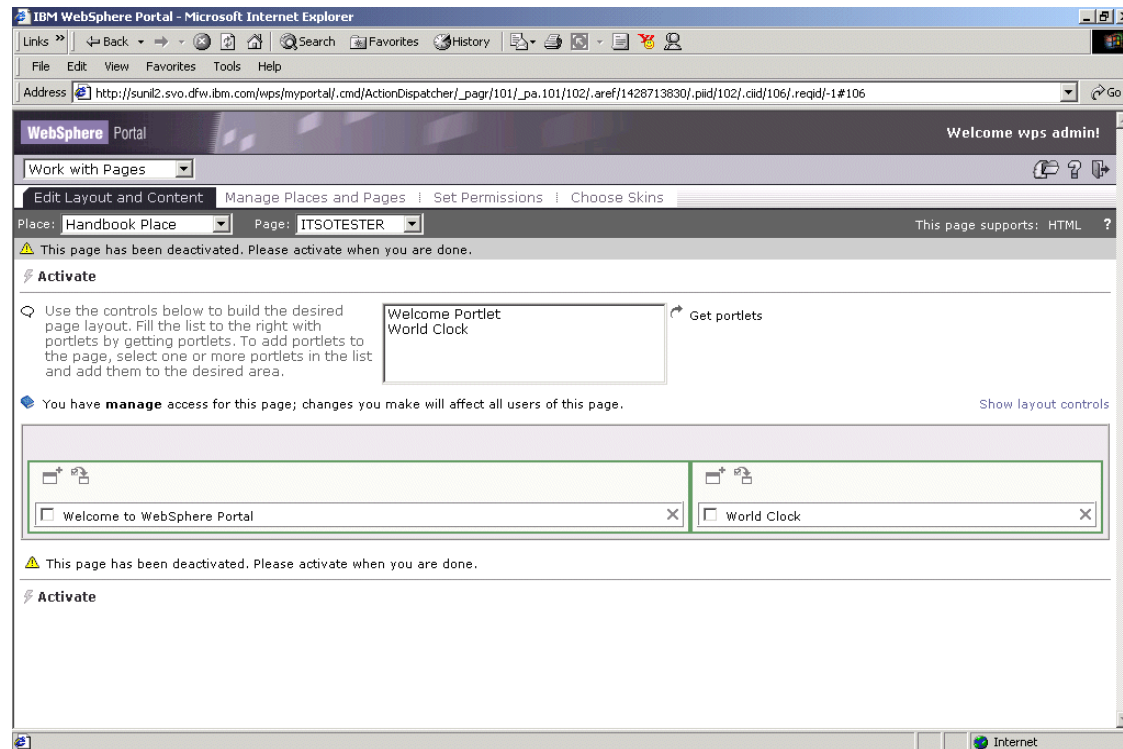 IBM WebSphere Portal - Microsoft Internet Explorer
Links » Back Search Favorites History
File Edit View Favorites Tools Help
Address http://sunil2.svo.dfw.ibm.com/wps/myportal/.cmd/ActionDispatcher/_pagr/101/_pa.101/102/.aref/1428713830/.piid/102/.ciid/106/.reqid/-1#106 Go
WebSphere Portal Welcome wps admin!
Work with Pages ?
Edit Layout and Content Manage Places and Pages Set Permissions Choose Skins
Place: Handbook Place Page: ITSOTESTER This page supports: HTML ?
This page has been deactivated. Please activate when you are done.
Activate
Use the controls below to build the desired
page layout. Fill the list to the right with
portlets by getting portlets. To add portlets to
the page, select one or more portlets in the list
and add them to the desired area.
Welcome Portlet
World Clock
Get portlets
You have manage access for this page; changes you make will affect all users of this page. Show layout controls
Welcome to WebSphere Portal World Clock
This page has been deactivated. Please activate when you are done.
Activate
Internet